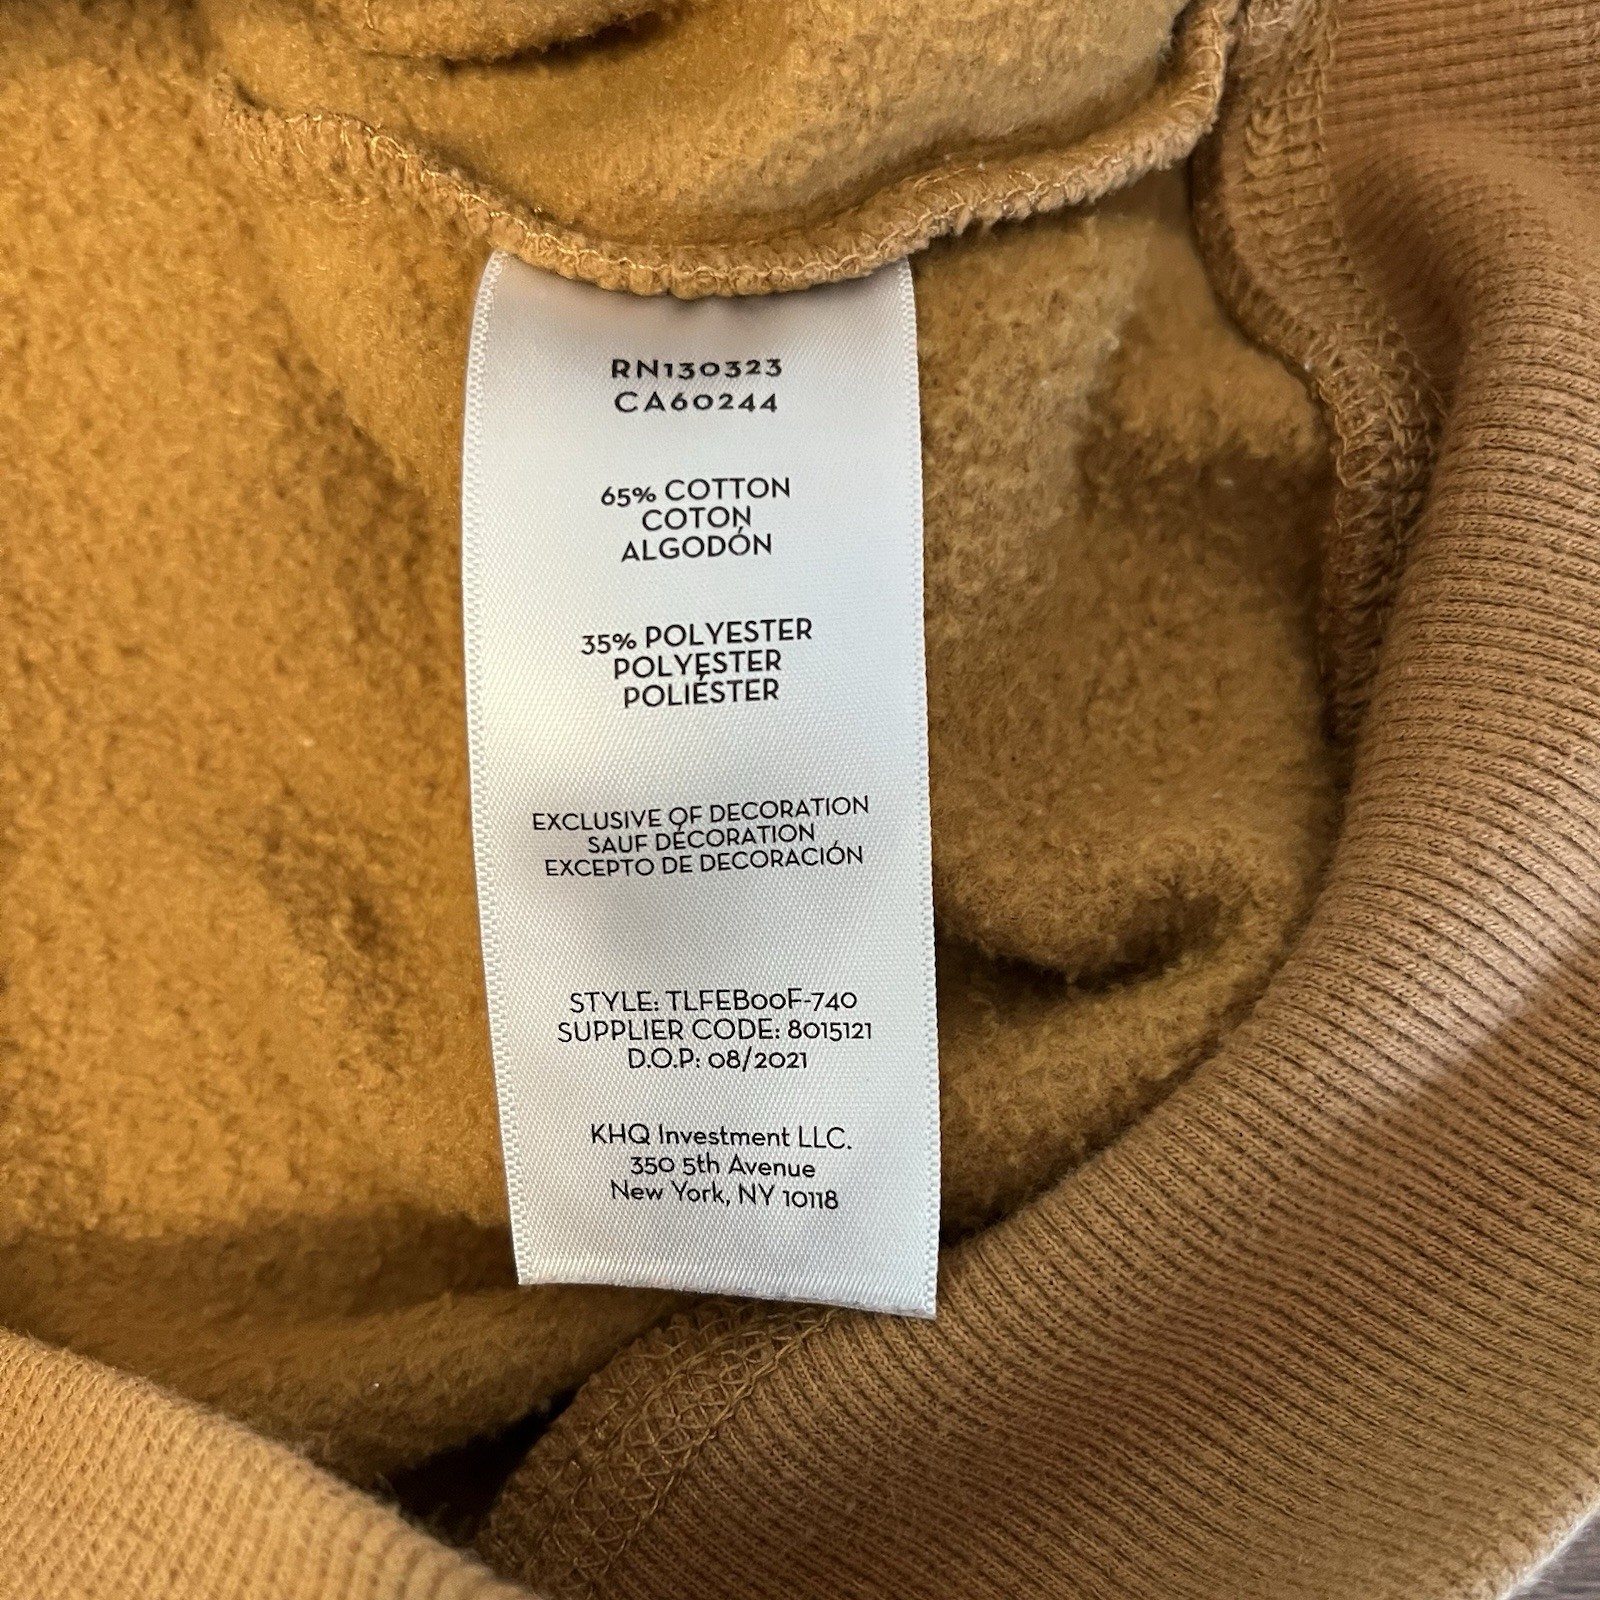 RN130323
CA60244
65% COTTON
COTON
ALGODÓN
35% POLYESTER
POLYESTER
POLIÉSTER
EXCLUSIVE OF DECORATION
SAUF DÉCORATION
EXCEPTO DE DECORACIÓN
STYLE: TLFEB00F-740
SUPPLIER CODE: 8015121
D.O.P: 08/2021
KHQ Investment LLC.
350 5th Avenue
New York, NY 10118